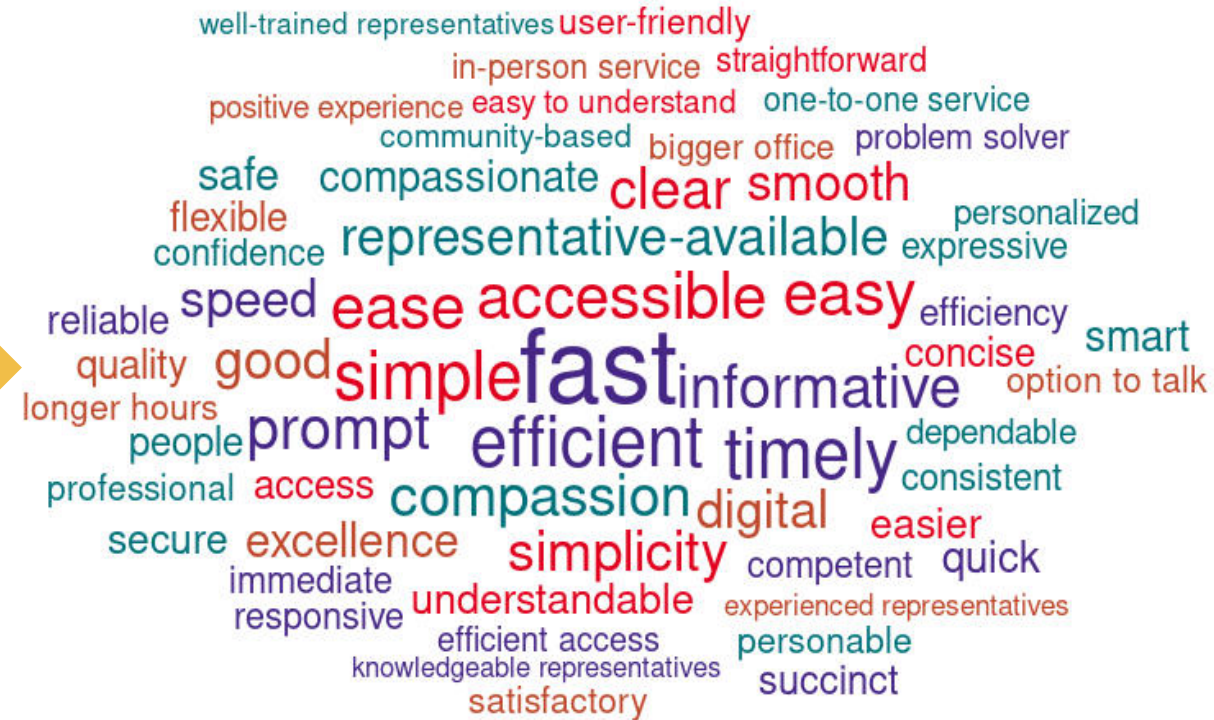 well-trained representatives user-friendly
in-person service straightforward
positive experience easy to understand one-to-one service
community-based bigger office problem solver
safe compassionate clear smooth
flexible personalized
confidence representative-available expressive
reliable speed ease accessible easy efficiency
smart
quality good simple fast informative concise option to talk
longer hours
people prompt efficient timely dependable
professional access compassion digital consistent
secure excellence simplicity easier
immediate competent quick
responsive understandable experienced representatives
efficient access personable
knowledgeable representatives succinct
satisfactory